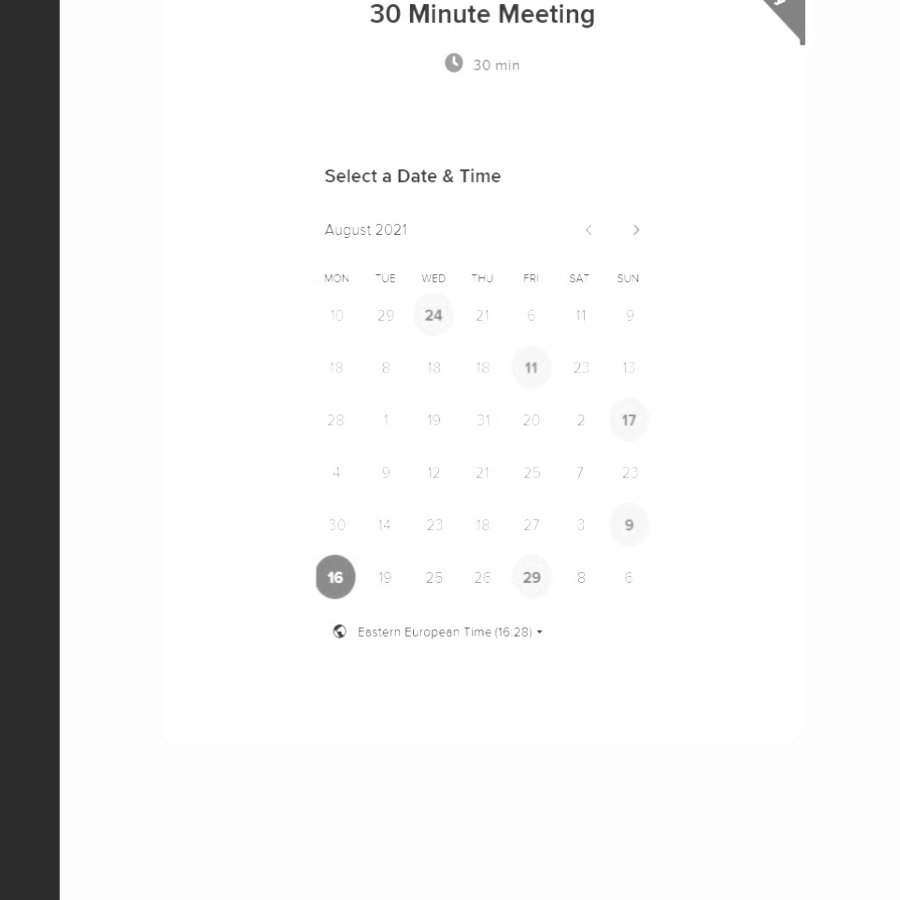 30 Minute Meeting
30 min
Select a Date & Time
August 2021
MON TUE WED THU FRI SAT SUN
10 29 24 21 6 11 9
18 8 18 18 11 23 13
28 1 19 31 20 2 17
4 9 12 21 25 7 23
30 14 23 18 27 3 9
16 19 25 26 29 8 6
Eastern European Time (16:28)